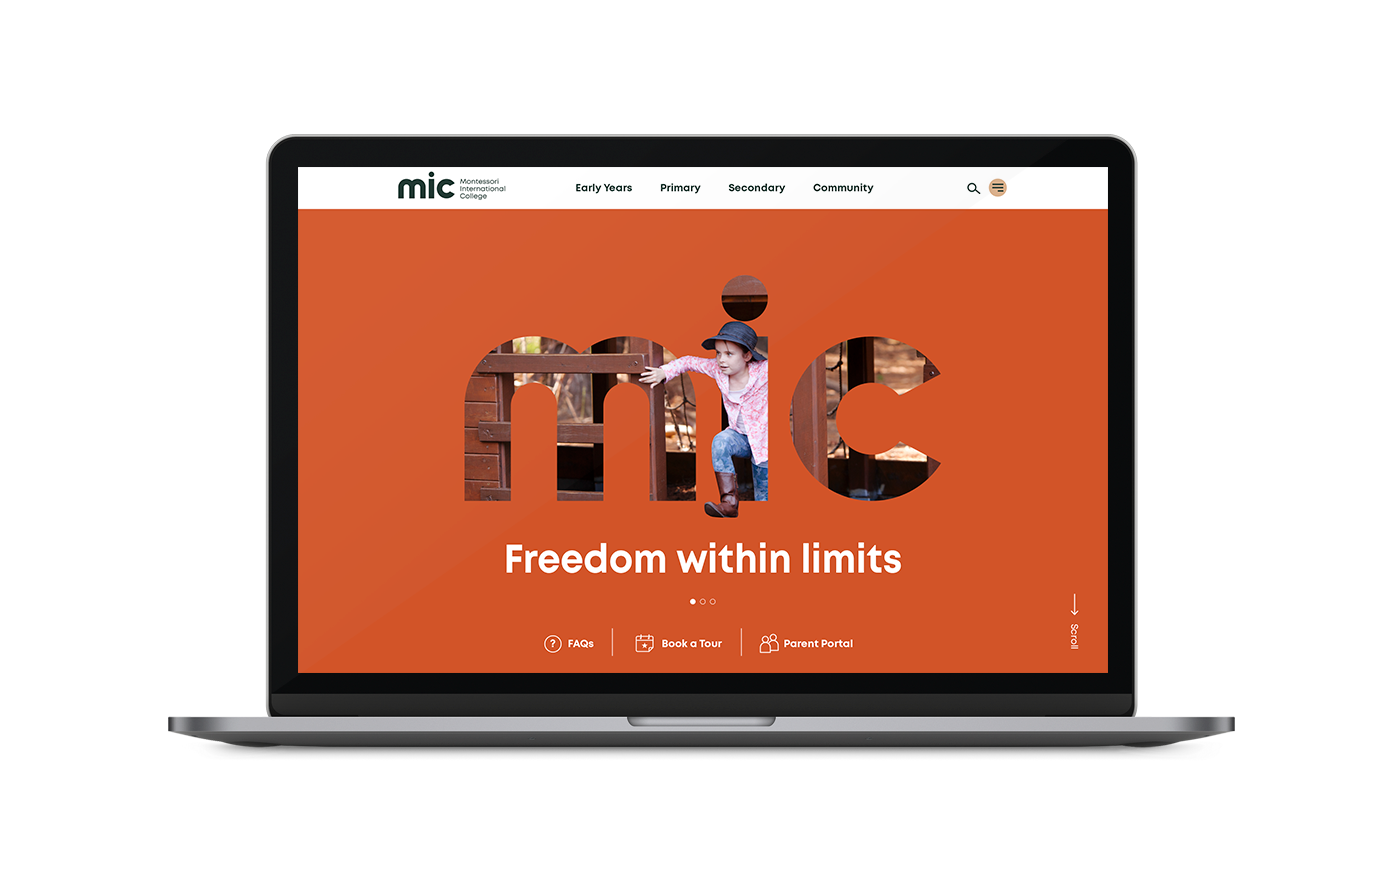 mic
Montessori
International
College
Early Years
Primary
Secondary
Community
mic
Freedom within limits
FAQs
Book a Tour
Parent Portal
Scroll